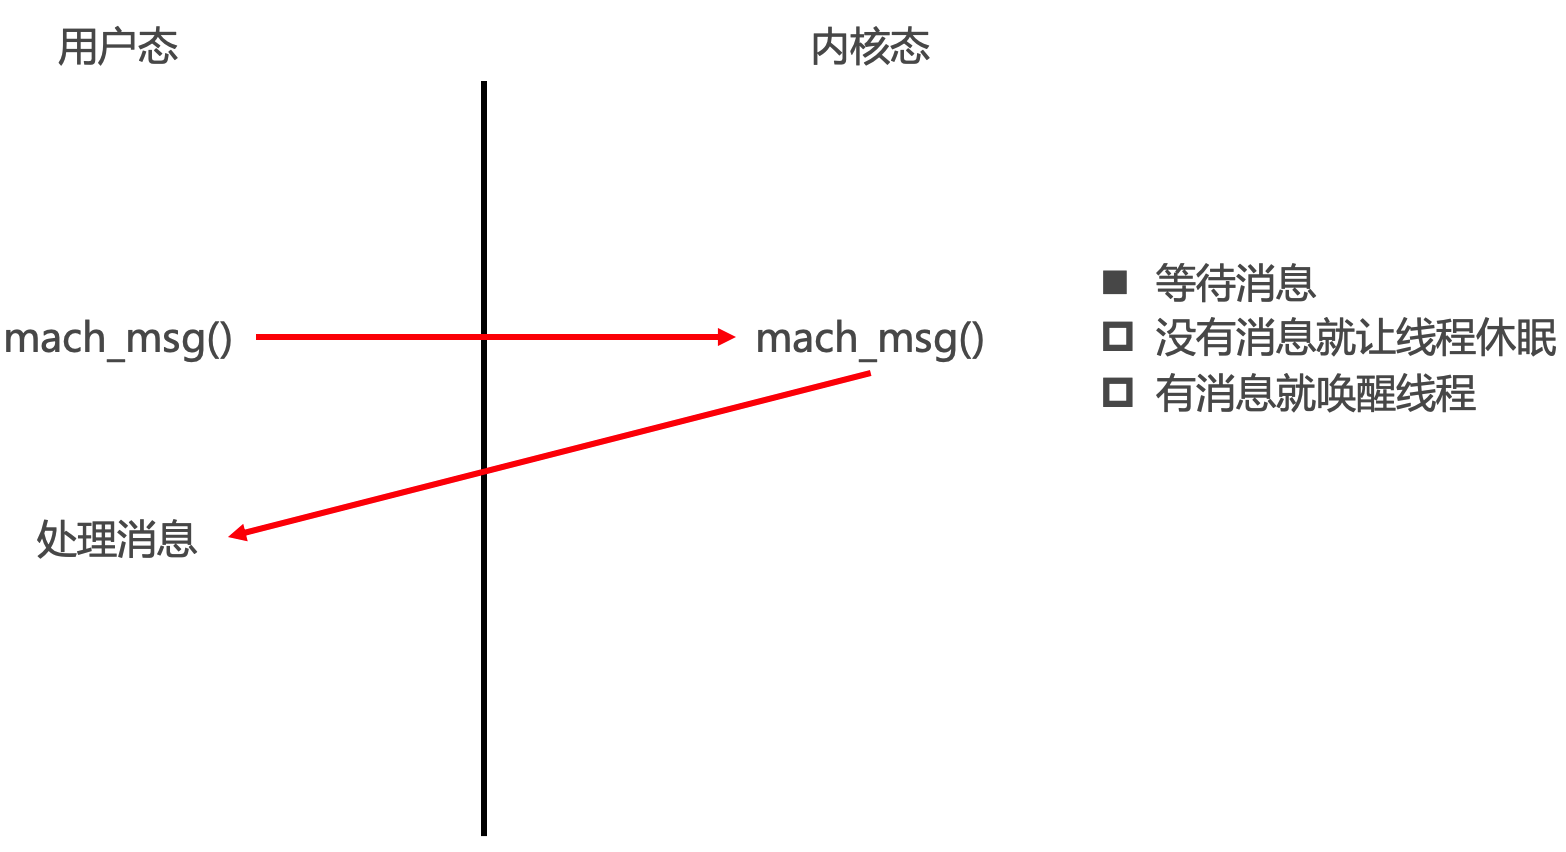 用户态
内核态
mach_msg()
mach_msg()
等待消息
没有消息就让线程休眠
有消息就唤醒线程
处理消息